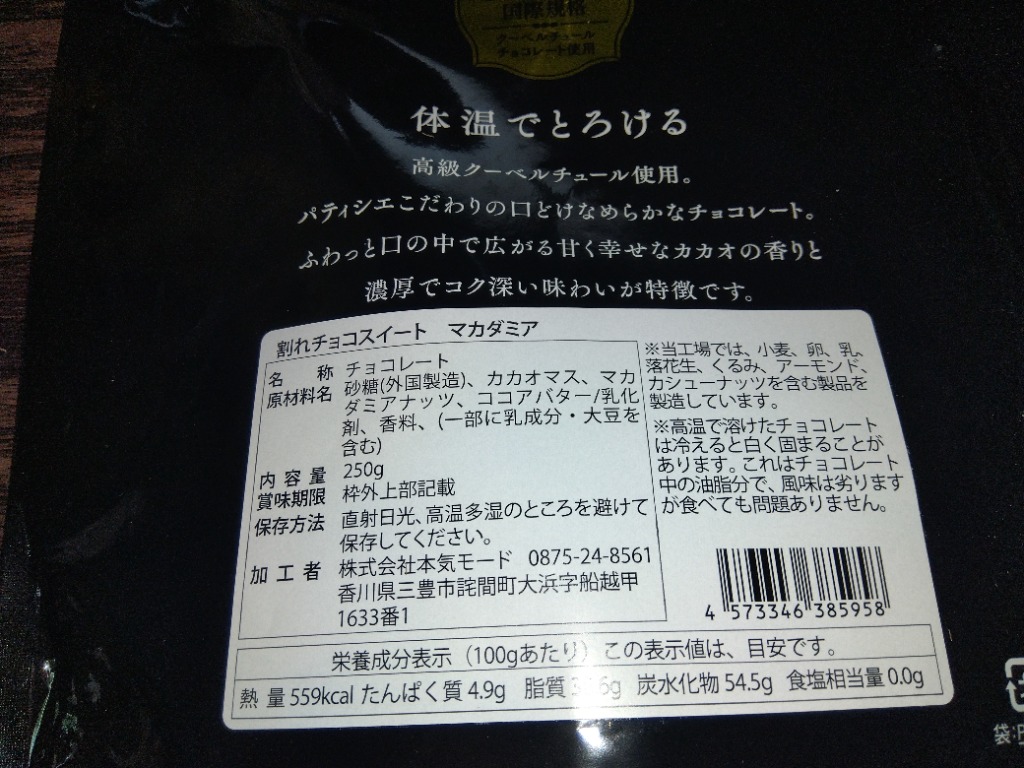 国際規格
クーベルチュール
チョコレート使用
体温でとろける
高級クーベルチュール使用。
パティシエこだわりの口どけなめらかなチョコレート。
ふわっと口の中で広がる甘く幸せなカカオの香りと
濃厚でコク深い味わいが特徴です。
割れチョコスイート マカダミア
名称 チョコレート
原材料名 砂糖(外国製造)、カカオマス、マカ
ダミアナッツ、ココアバター/乳化
剤、香料、(一部に乳成分・大豆を
含む)
内容量 250g
賞味期限 枠外上部記載
保存方法 直射日光、高温多湿のところを避けて
保存してください。
加工者 株式会社本気モード 0875-24-8561
香川県三豊市詫間町大浜字船越甲
1633番1
※当工場では、小麦、卵、乳、
落花生、くるみ、アーモンド、
カシューナッツを含む製品を
製造しています。
※高温で溶けたチョコレート
は冷えると白く固まることが
あります。これはチョコレート
中の油脂分で、風味は劣ります
が食べても問題ありません。
4 573346 385958
栄養成分表示(100gあたり)この表示値は、目安です。
熱量 559kcal たんぱく質 4.9g 脂質 炭水化物 54.5g 食塩相当量 0.0g
袋: